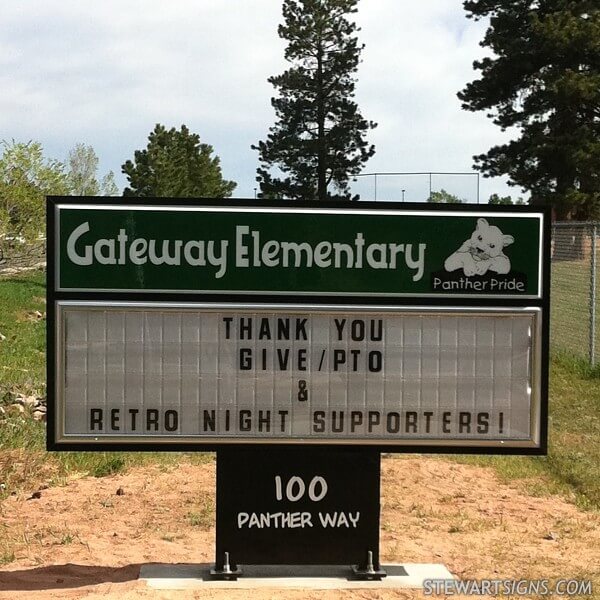 Gateway Elementary
Panther Pride
THANK YOU
GIVE/PTO
&
RETRO NIGHT SUPPORTERS!
100
PANTHER WAY
STEWARTSIGNS.COM